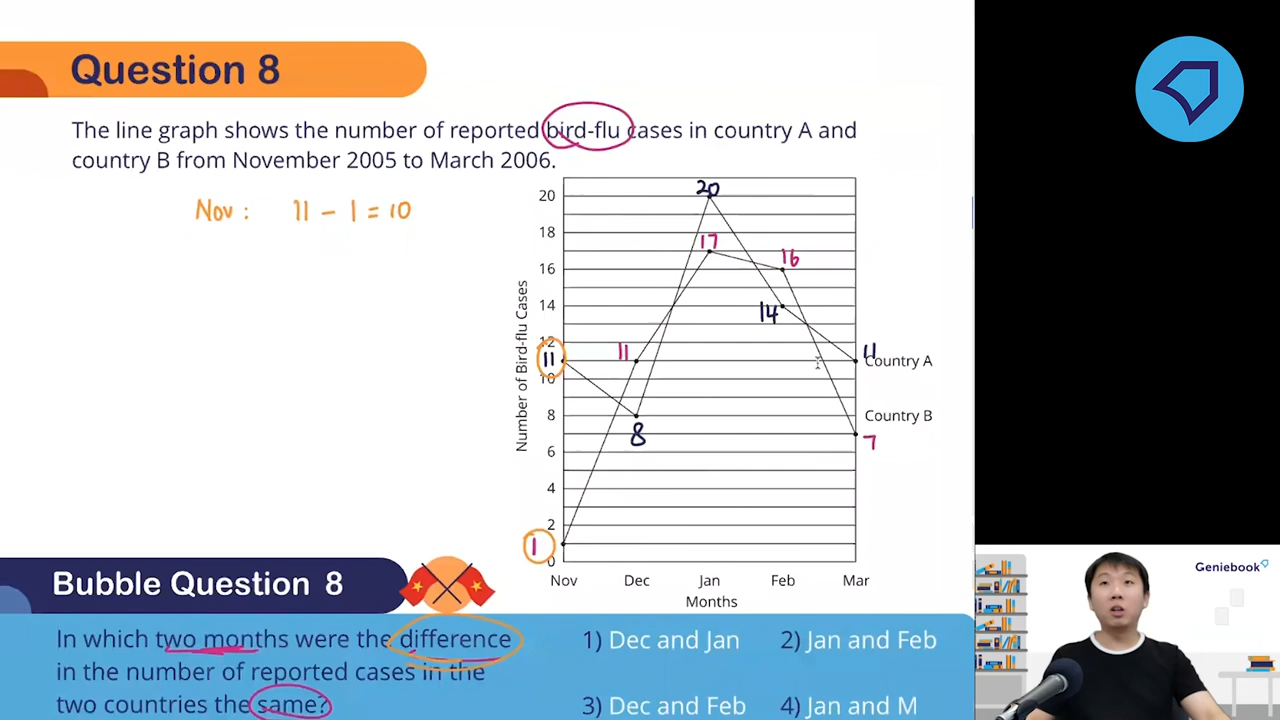 Question 8
The line graph shows the number of reported bird-flu cases in country A and
country B from November 2005 to March 2006.
Nov : 11 - 1 = 10
20
18
16
14
12
10
8
6
4
2
0
Number of Bird-flu Cases
11
1
11
8
20
17
16
14
11
7
Country A
Country B
Nov Dec Jan Feb Mar
Months
Bubble Question 8
In which two months were the difference
in the number of reported cases in the
two countries the same?
1) Dec and Jan 2) Jan and Feb
3) Dec and Feb 4) Jan and M
Geniebook